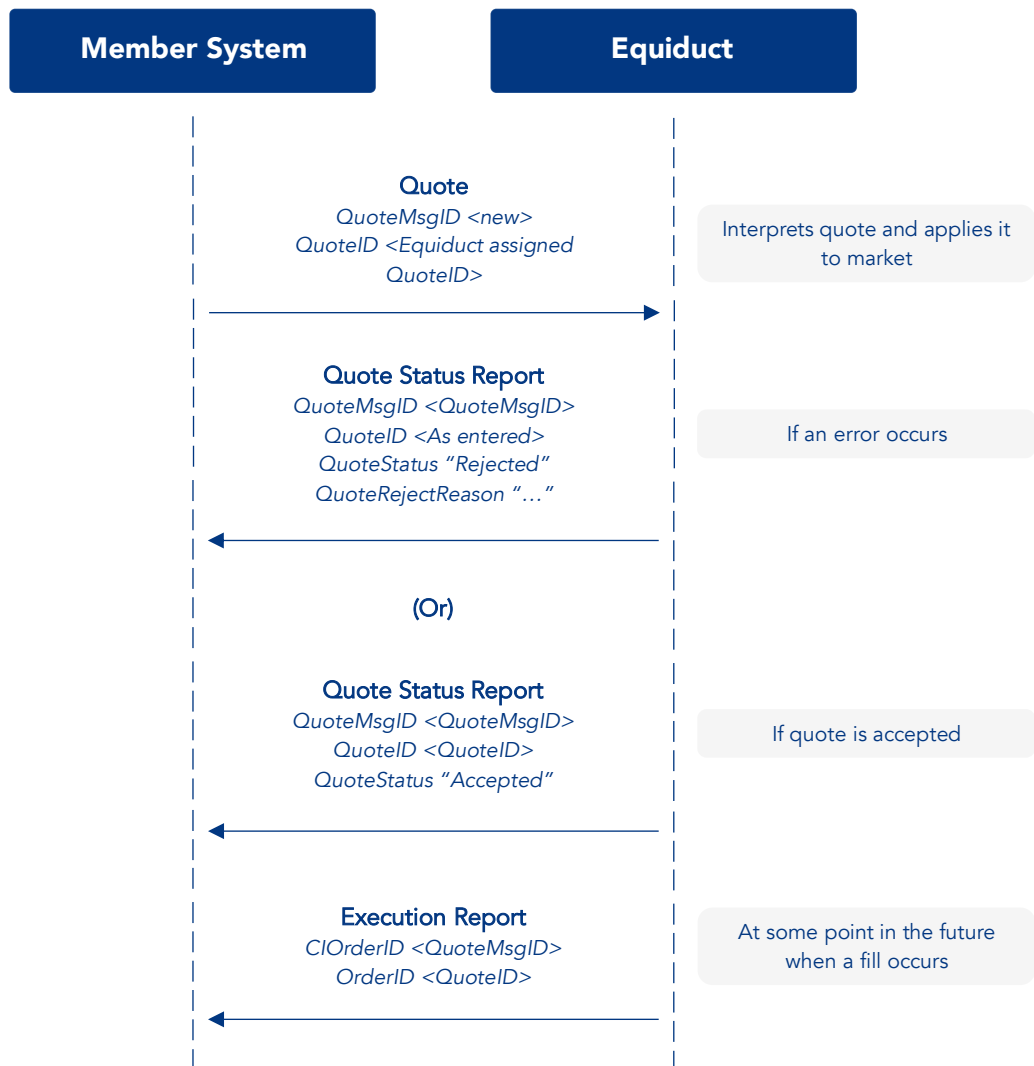 Member System
Equiduct
Quote
QuoteMsgID <new>
QuoteID <Equiduct assigned
QuoteID>
Interprets quote and applies it
to market
Quote Status Report
QuoteMsgID <QuoteMsgID>
QuoteID <As entered>
QuoteStatus “Rejected”
QuoteRejectReason “…”
If an error occurs
(Or)
Quote Status Report
QuoteMsgID <QuoteMsgID>
QuoteID <QuoteID>
QuoteStatus “Accepted”
If quote is accepted
Execution Report
ClOrderID <QuoteMsgID>
OrderID <QuoteID>
At some point in the future
when a fill occurs